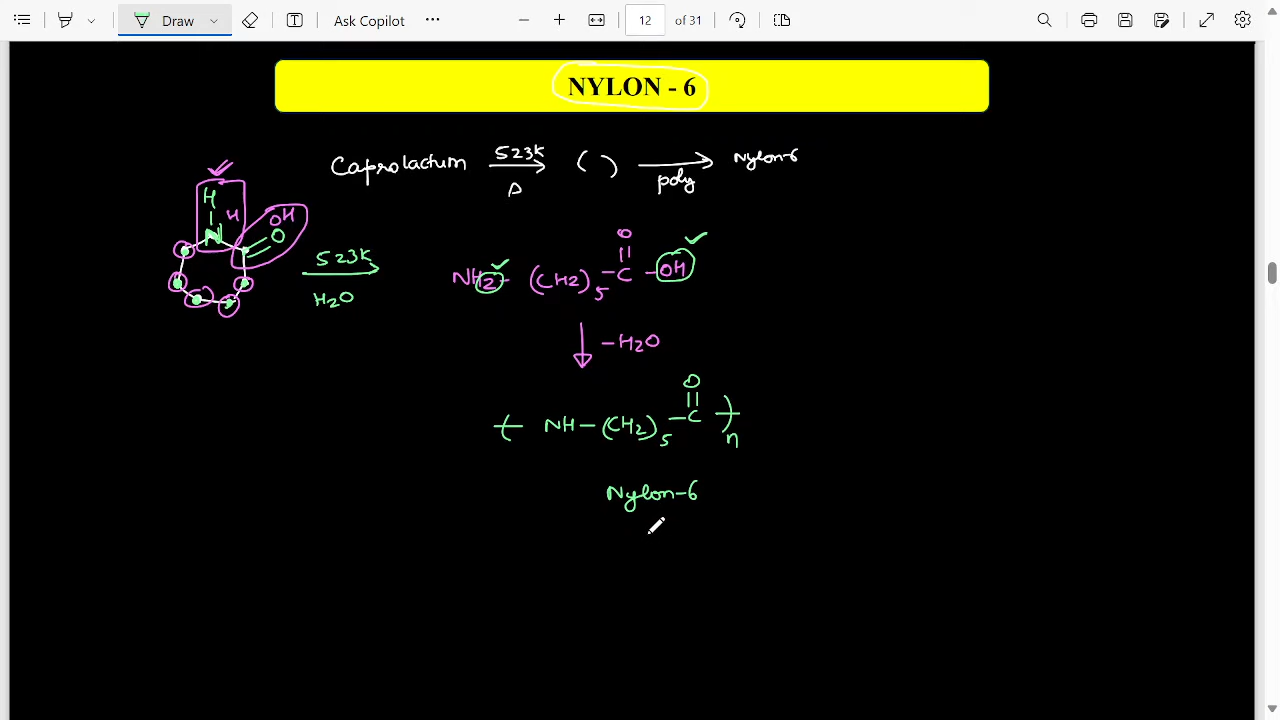 Draw
Ask Copilot
12 of 31
NYLON - 6
Caprolactum 523K Δ ( ) poly Nylon-6
H
N H OH O
523K
H2O
O
NH2 - (CH2)5 - C - OH
-H2O
O
( NH - (CH2)5 - C )n
Nylon-6